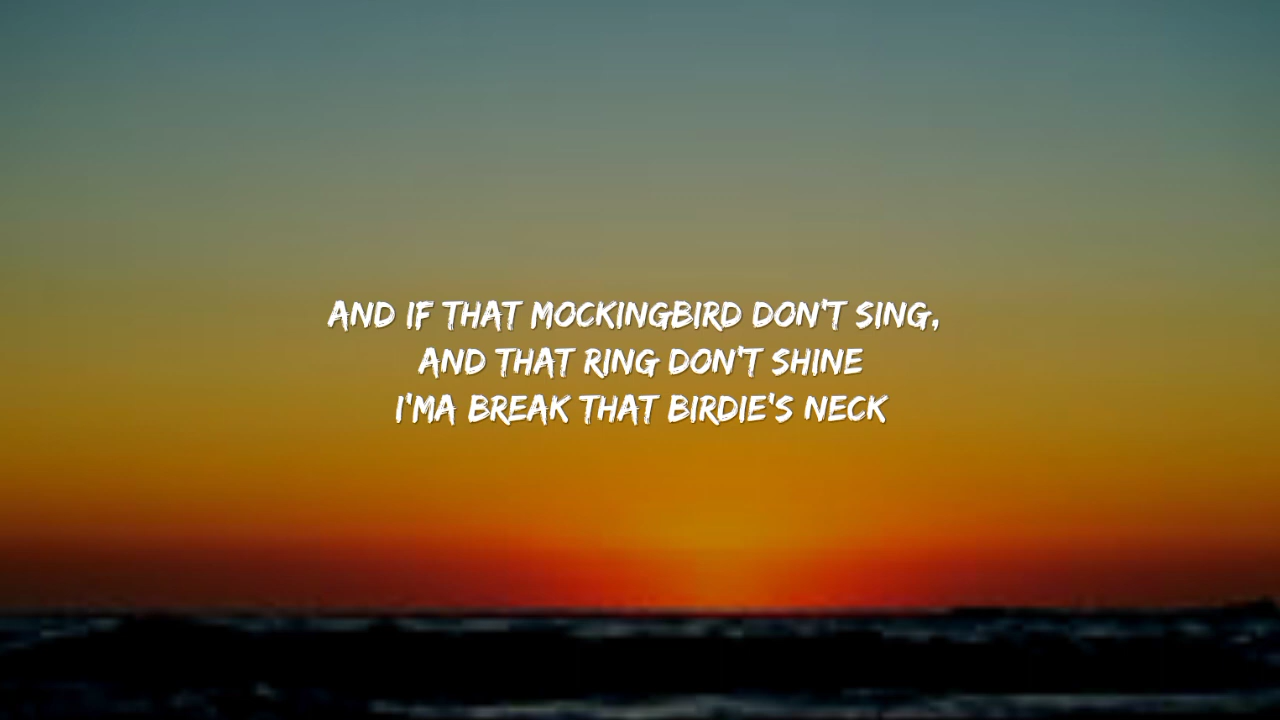 AND IF THAT MOCKINGBIRD DON'T SING,
AND THAT RING DON'T SHINE
I'MA BREAK THAT BIRDIE'S NECK